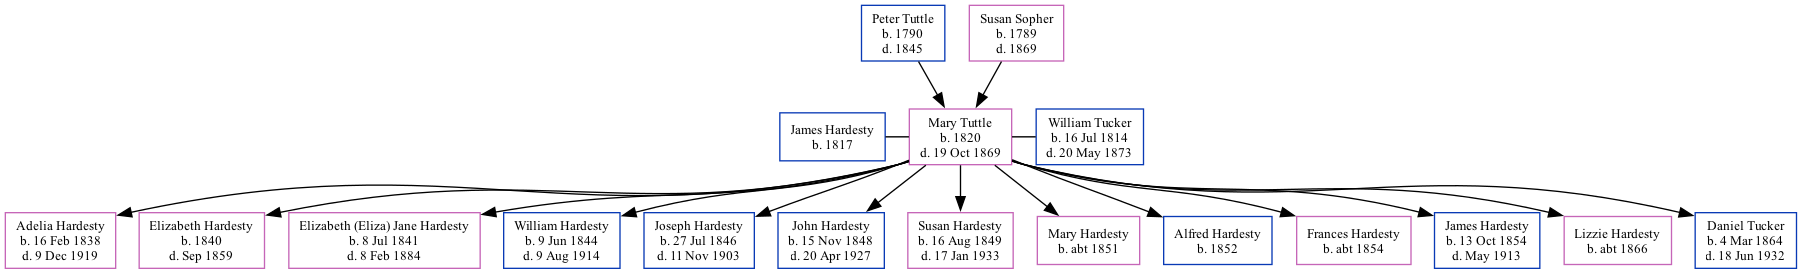 Peter Tuttle
b. 1790
d. 1845
Susan Sopher
b. 1789
d. 1869
James Hardesty
b. 1817
Mary Tuttle
b. 1820
d. 19 Oct 1869
William Tucker
b. 16 Jul 1814
d. 20 May 1873
Adelia Hardesty
b. 16 Feb 1838
d. 9 Dec 1919
Elizabeth Hardesty
b. 1840
d. Sep 1859
Elizabeth (Eliza) Jane Hardesty
b. 8 Jul 1841
d. 8 Feb 1884
William Hardesty
b. 9 Jun 1844
d. 9 Aug 1914
Joseph Hardesty
b. 27 Jul 1846
d. 11 Nov 1903
John Hardesty
b. 15 Nov 1848
d. 20 Apr 1927
Susan Hardesty
b. 16 Aug 1849
d. 17 Jan 1933
Mary Hardesty
b. abt 1851
Alfred Hardesty
b. 1852
Frances Hardesty
b. abt 1854
James Hardesty
b. 13 Oct 1854
d. May 1913
Lizzie Hardesty
b. abt 1866
Daniel Tucker
b. 4 Mar 1864
d. 18 Jun 1932